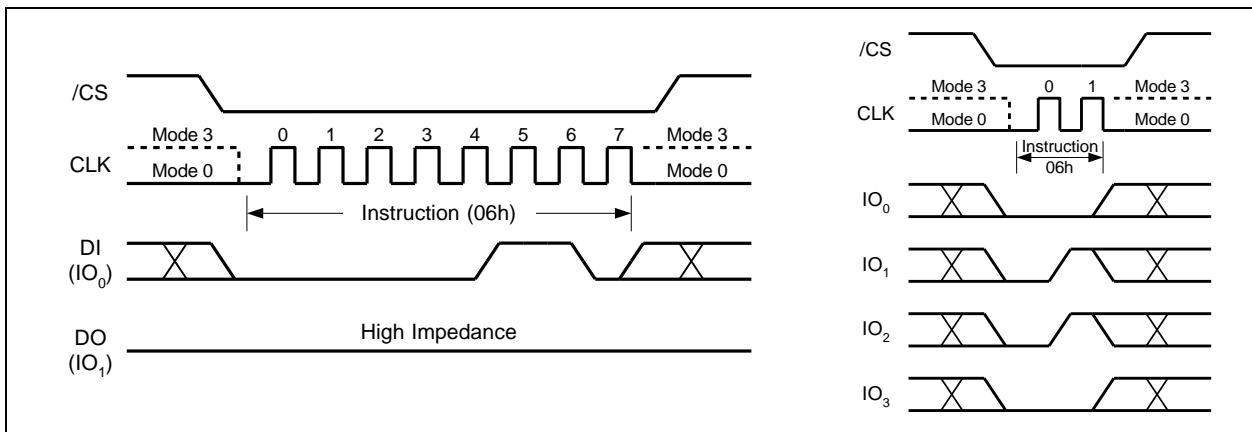 /CS
Mode 3 0 1 2 3 4 5 6 7 Mode 3
CLK Mode 0 Mode 0
Instruction (06h)
DI
(IO0)
DO High Impedance
(IO1)
/CS
Mode 3 0 1 Mode 3
CLK Mode 0 Mode 0
Instruction
06h
IO0
IO1
IO2
IO3